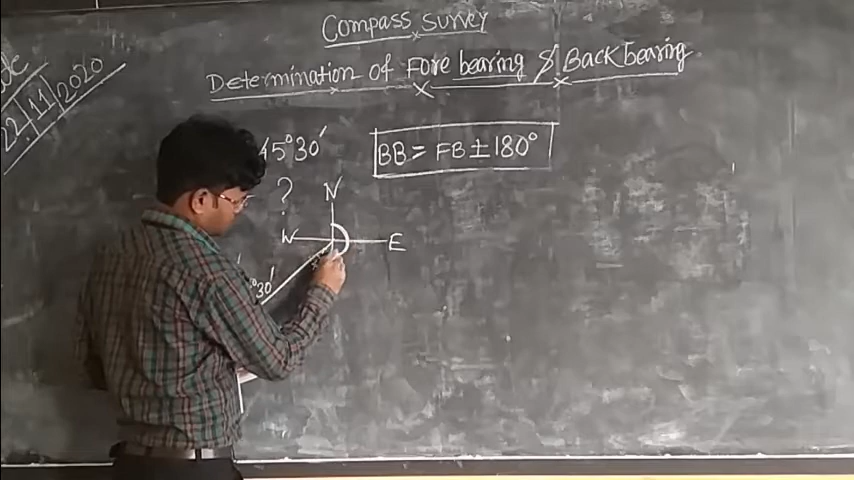 Compass Survey
Determination of Fore bearing & Back bearing
22/11/2020
45°30′
BB = FB ± 180°
?
N
W
E
30′